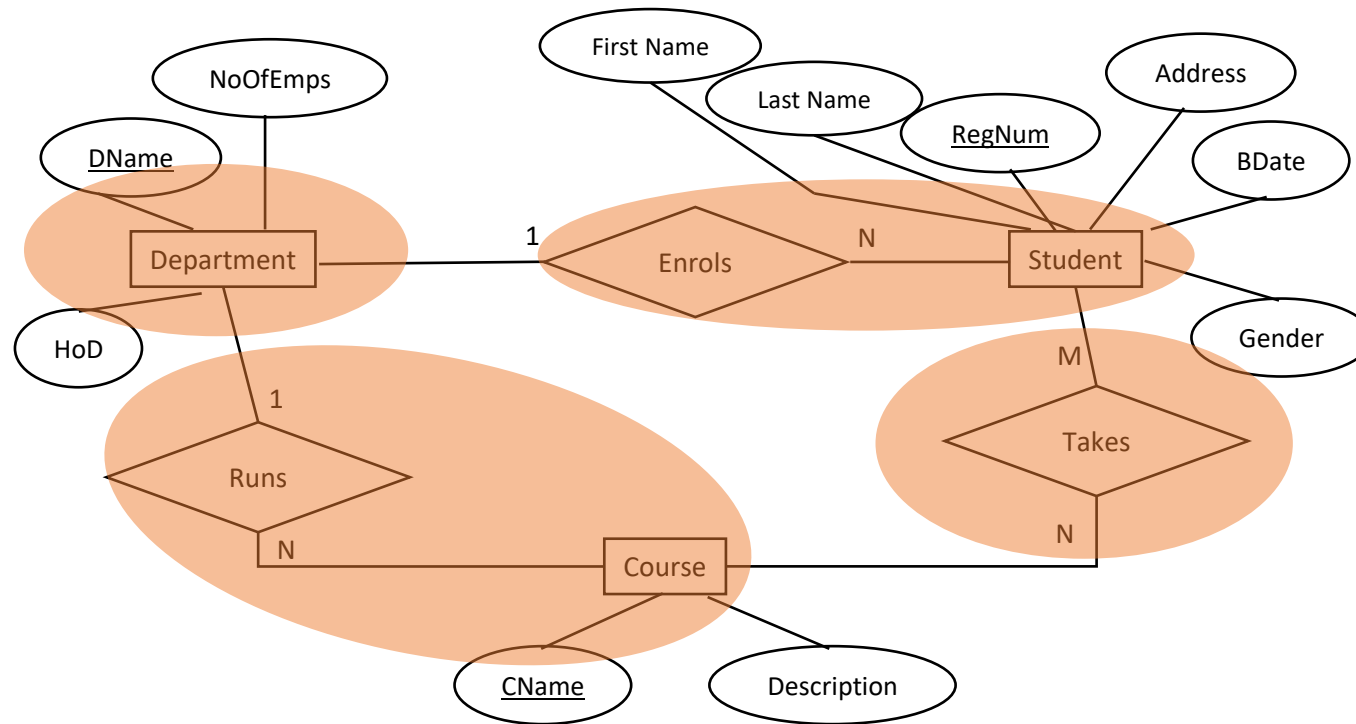 First Name
NoOfEmps
Address
Last Name
RegNum
DName
BDate
1
N
Department
Enrols
Student
HoD
Gender
M
1
Takes
Runs
N
N
Course
CName
Description